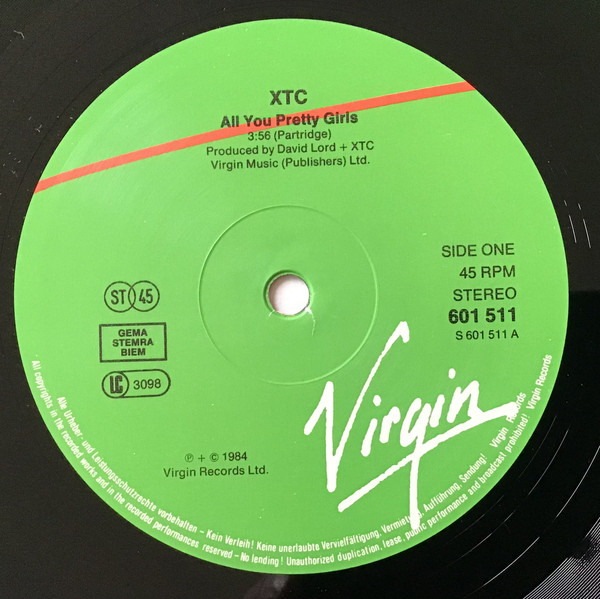 XTC
All You Pretty Girls
3:56 (Partridge)
Produced by David Lord + XTC
Virgin Music (Publishers) Ltd.
SIDE ONE
45 RPM
STEREO
601 511
S 601 511 A
ST 45
GEMA
STEMRA
BIEM
LC 3098
℗ + © 1984
Virgin Records Ltd.
Virgin
Alle Urheber- und Leistungsschutzrechte vorbehalten – Kein Verleih! Keine unerlaubte Vervielfältigung, Vermietung, Aufführung, Sendung! Virgin Records
All copyrights in the recorded works and in the recorded performances reserved – No lending! Unauthorized duplication, lease, public performance and broadcast prohibited! Virgin Records